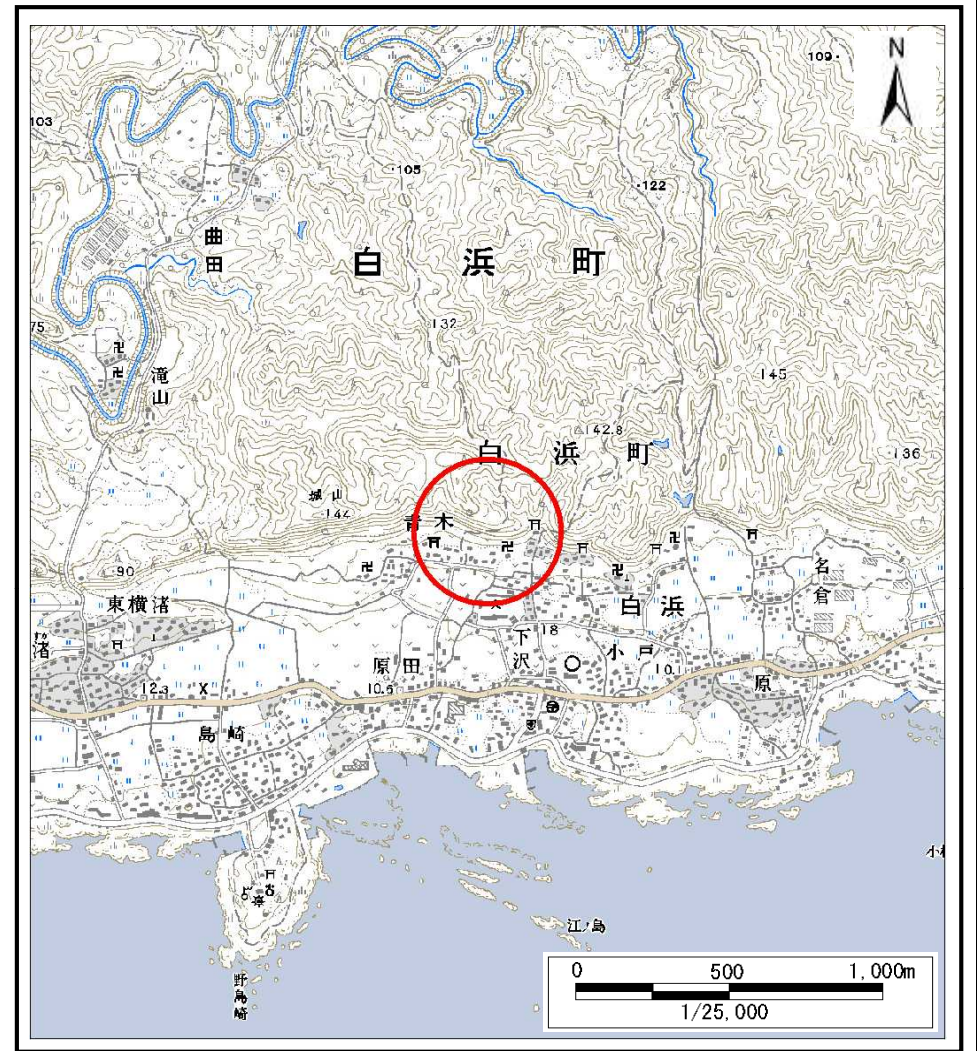 N
109
103
105
122
曲田
白浜町
132
75
滝山
145
142.8
白浜町
136
城山
144
青木
90
東横渚
名倉
白浜
渚
下沢
18
小戸
原田
10.1
12.3
10.5
原
島崎
江ノ島
野島崎
0 500 1,000m
1/25,000